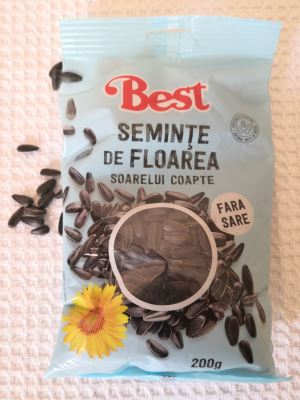 Best
SEMINȚE
DE FLOAREA
SOARELUI COAPTE
FARA
SARE
200g